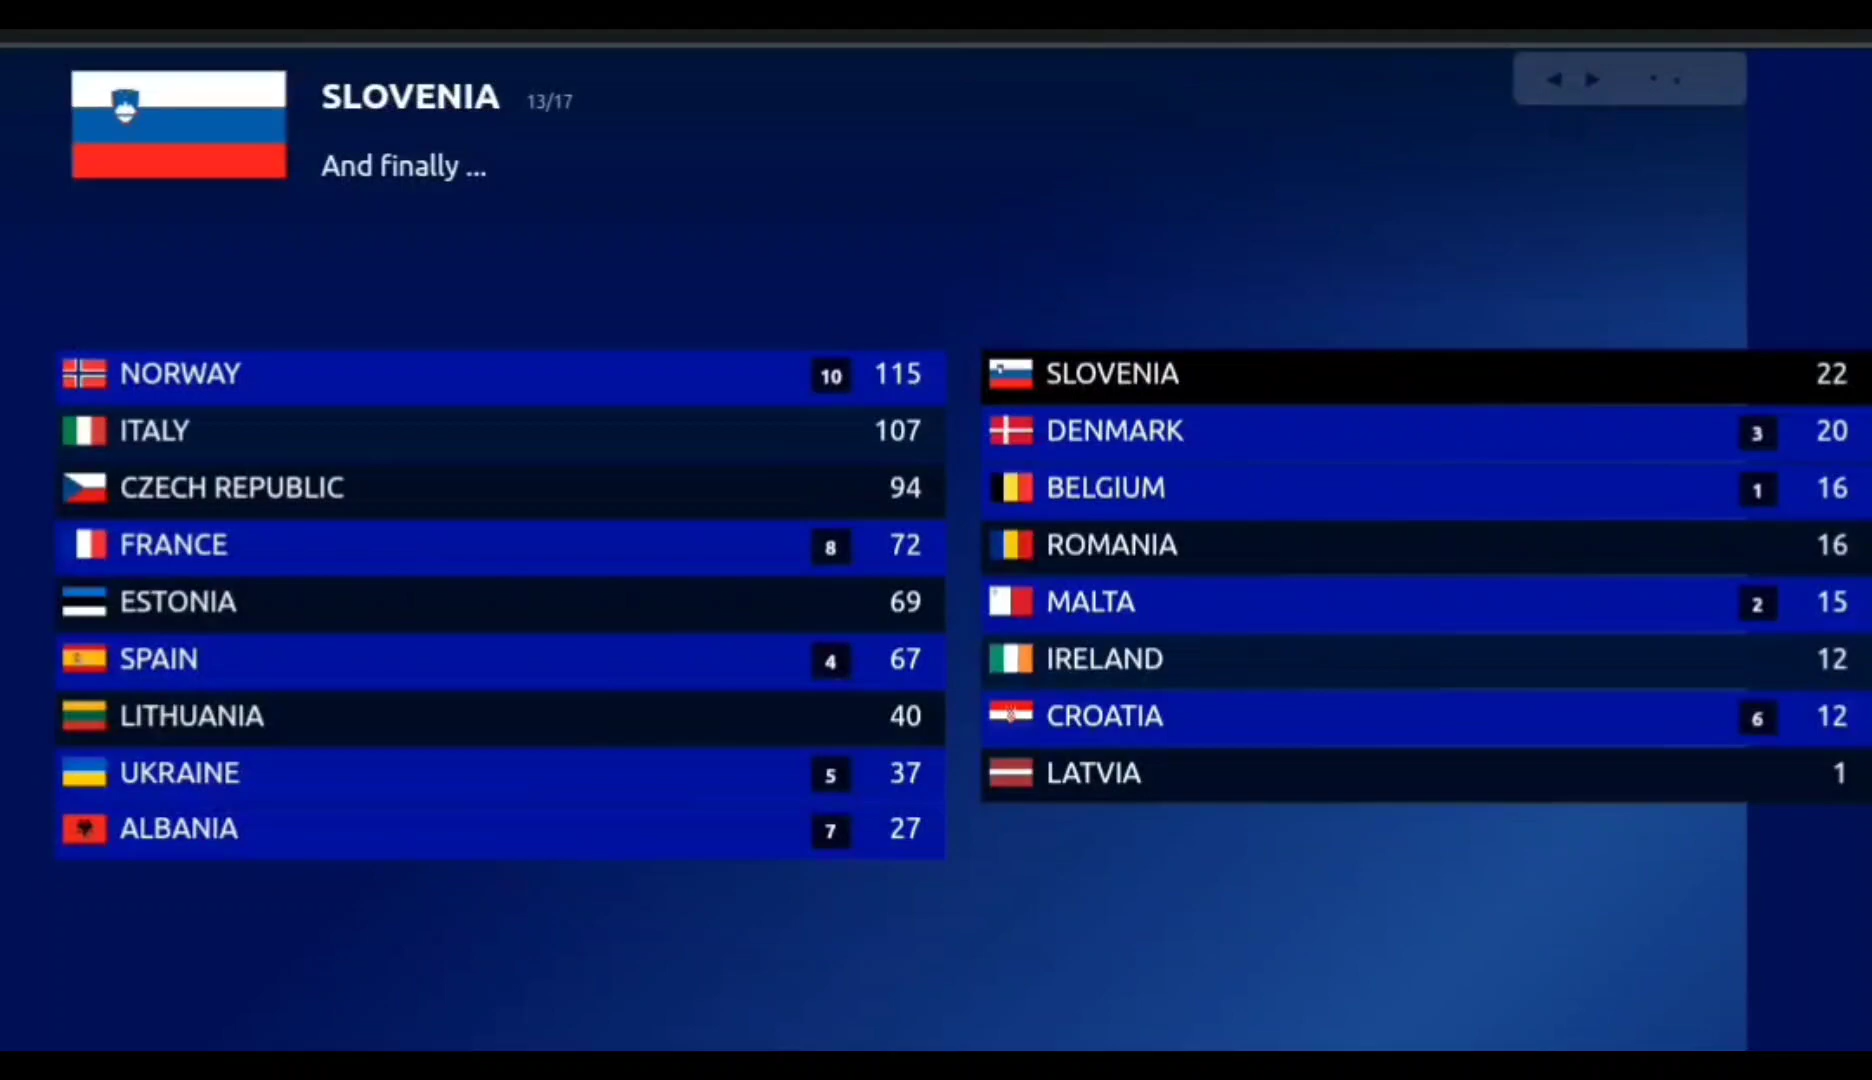 SLOVENIA 13/17
And finally ...
NORWAY 10 115
ITALY 107
CZECH REPUBLIC 94
FRANCE 8 72
ESTONIA 69
SPAIN 4 67
LITHUANIA 40
UKRAINE 5 37
ALBANIA 7 27
SLOVENIA 22
DENMARK 3 20
BELGIUM 1 16
ROMANIA 16
MALTA 2 15
IRELAND 12
CROATIA 6 12
LATVIA 1